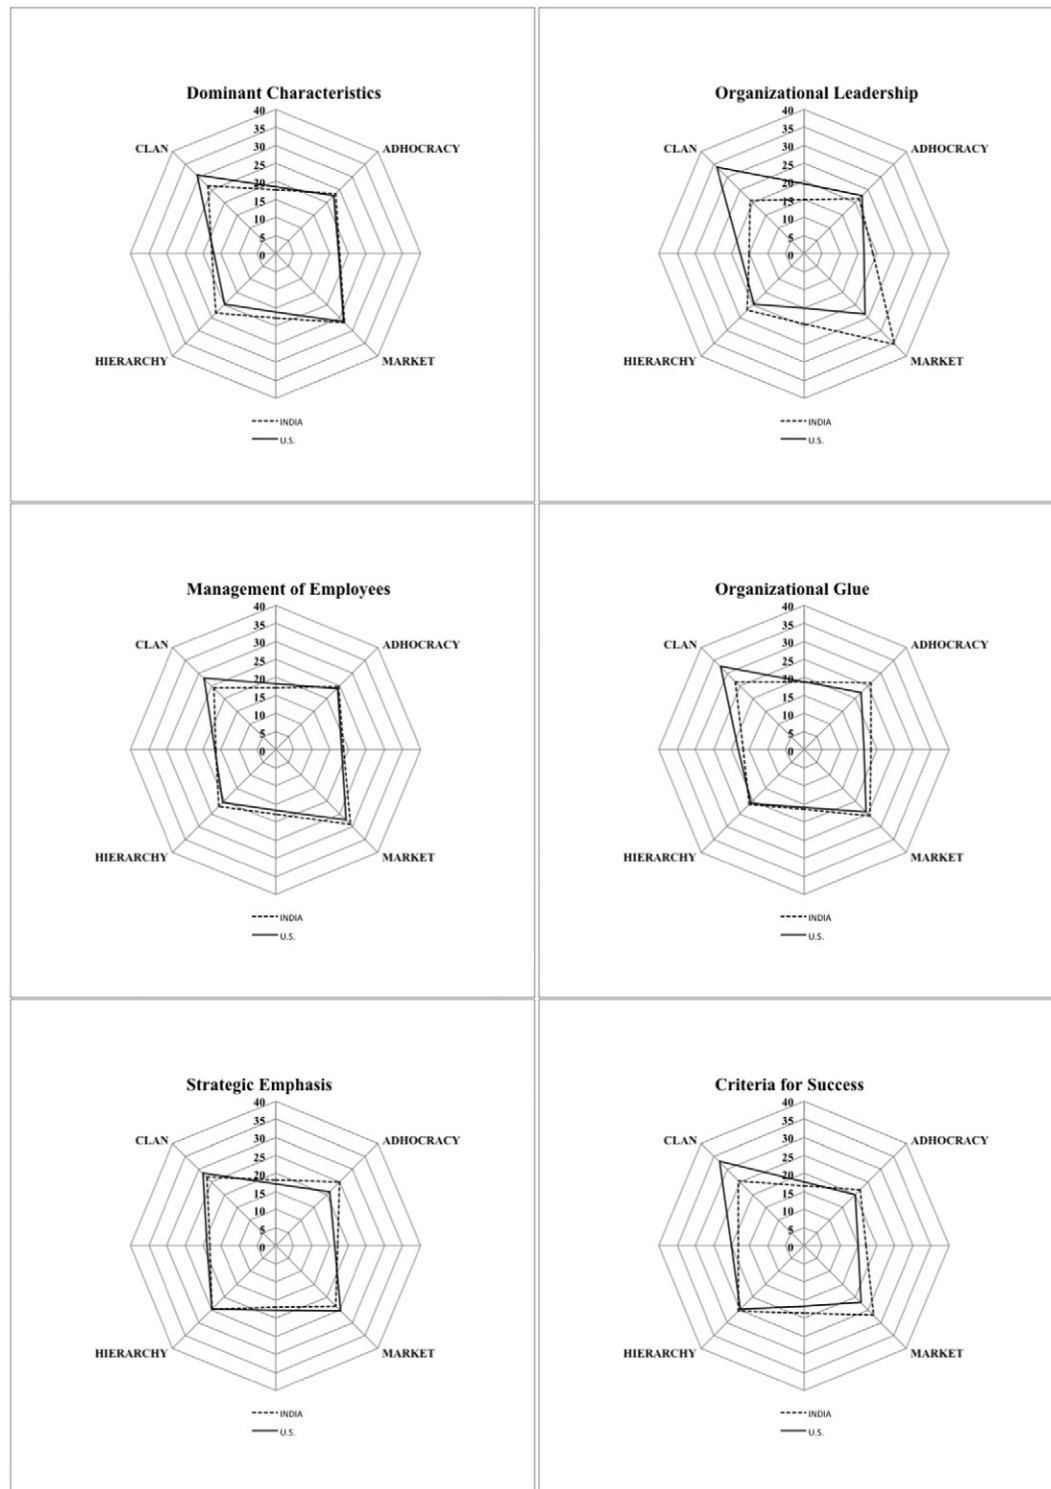 Dominant Characteristics
40
35
30
25
20
15
10
5
0
CLAN
ADHOCRACY
HIERARCHY
MARKET
INDIA
U.S.
Organizational Leadership
40
35
30
25
20
15
10
5
0
CLAN
ADHOCRACY
HIERARCHY
MARKET
INDIA
U.S.
Management of Employees
40
35
30
25
20
15
10
5
0
CLAN
ADHOCRACY
HIERARCHY
MARKET
INDIA
U.S.
Organizational Glue
40
35
30
25
20
15
10
5
0
CLAN
ADHOCRACY
HIERARCHY
MARKET
INDIA
U.S.
Strategic Emphasis
40
35
30
25
20
15
10
5
0
CLAN
ADHOCRACY
HIERARCHY
MARKET
INDIA
U.S.
Criteria for Success
40
35
30
25
20
15
10
5
0
CLAN
ADHOCRACY
HIERARCHY
MARKET
INDIA
U.S.